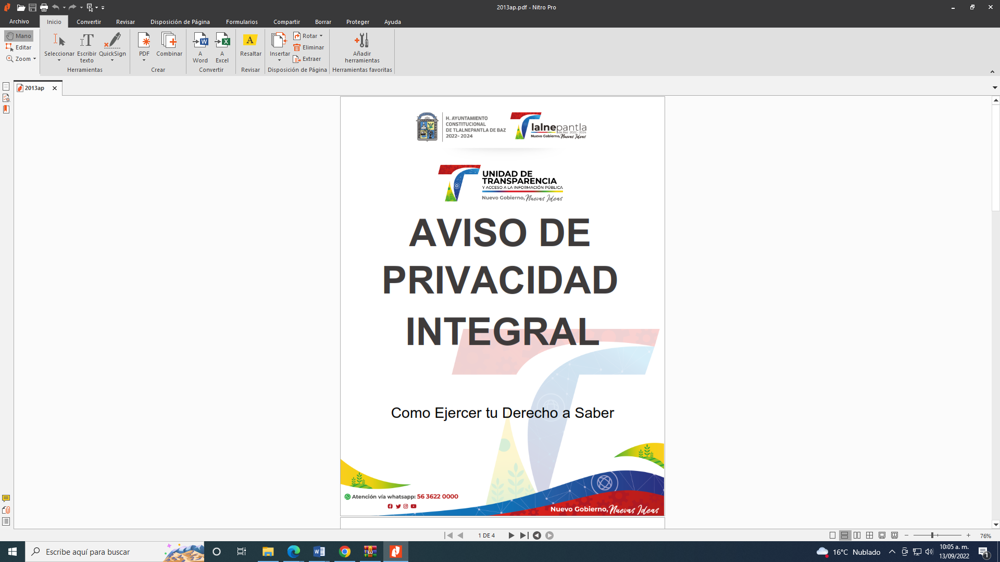 2013ap.pdf - Nitro Pro
Archivo Inicio Convertir Revisar Disposición de Página Formularios Compartir Borrar Proteger Ayuda
Mano
Editar
Zoom
Seleccionar
Escribir texto
QuickSign
Herramientas
PDF
Combinar
Crear
A Word
A Excel
Convertir
Resaltar
Revisar
Insertar
Rotar
Eliminar
Extraer
Disposición de Página
Añadir herramientas
Herramientas favoritas
2013ap
H. AYUNTAMIENTO
CONSTITUCIONAL
DE TLALNEPANTLA DE BAZ
2022- 2024
Tlalnepantla
de Baz 2022 - 2024
Nuevo Gobierno, Nuevas Ideas
UNIDAD DE
TRANSPARENCIA
Y ACCESO A LA INFORMACIÓN PÚBLICA
Nuevo Gobierno, Nuevas Ideas
AVISO DE
PRIVACIDAD
INTEGRAL
Como Ejercer tu Derecho a Saber
Atención vía whatsapp: 56 3622 0000
Nuevo Gobierno, Nuevas Ideas
1 DE 4
76%
Escribe aquí para buscar
16°C Nublado
10:05 a. m.
13/09/2022
1